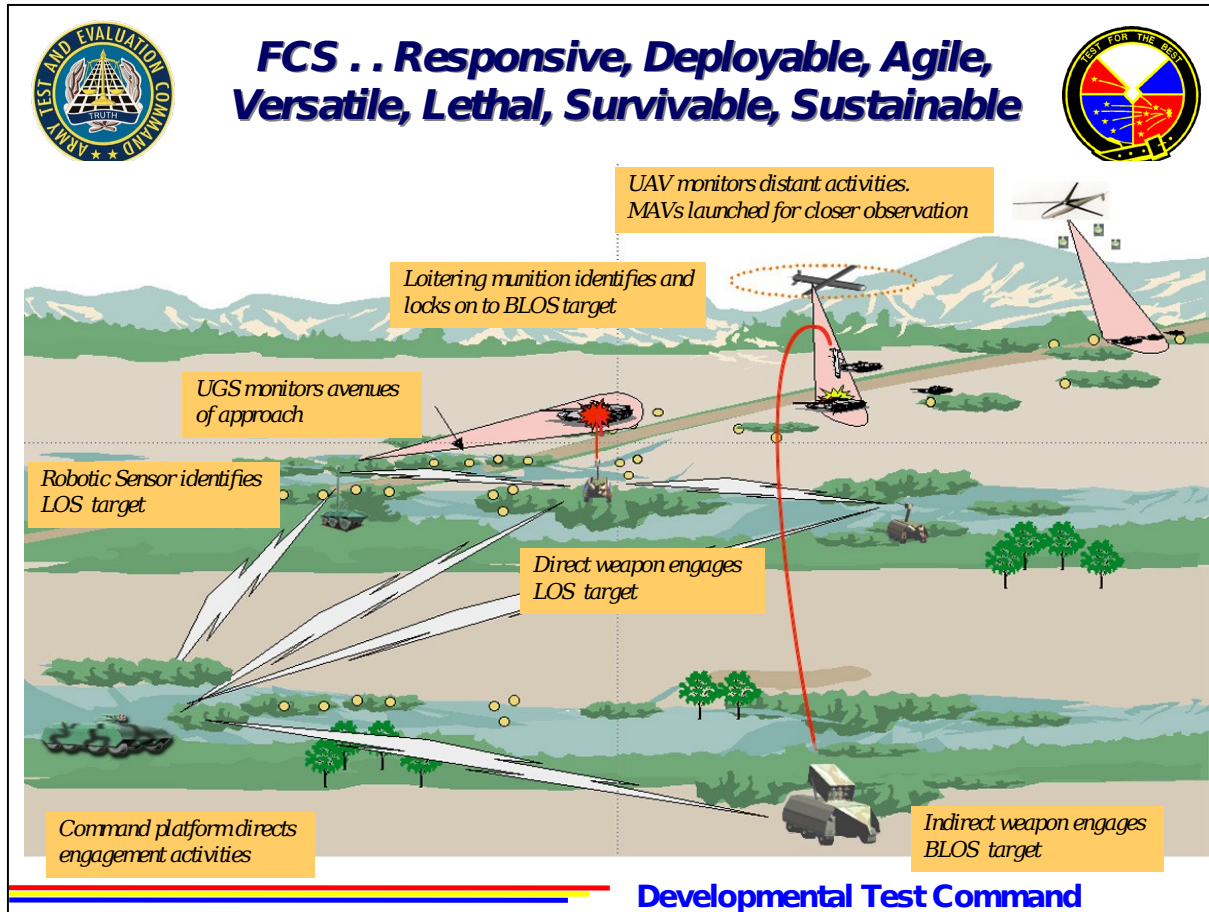 FCS . . Responsive, Deployable, Agile,
Versatile, Lethal, Survivable, Sustainable
ARMY TEST AND EVALUATION COMMAND
TRUTH
TEST FOR THE BEST
UAV monitors distant activities.
MAVs launched for closer observation
Loitering munition identifies and
locks on to BLOS target
UGS monitors avenues
of approach
Robotic Sensor identifies
LOS target
Direct weapon engages
LOS target
Command platform directs
engagement activities
Indirect weapon engages
BLOS target
Developmental Test Command